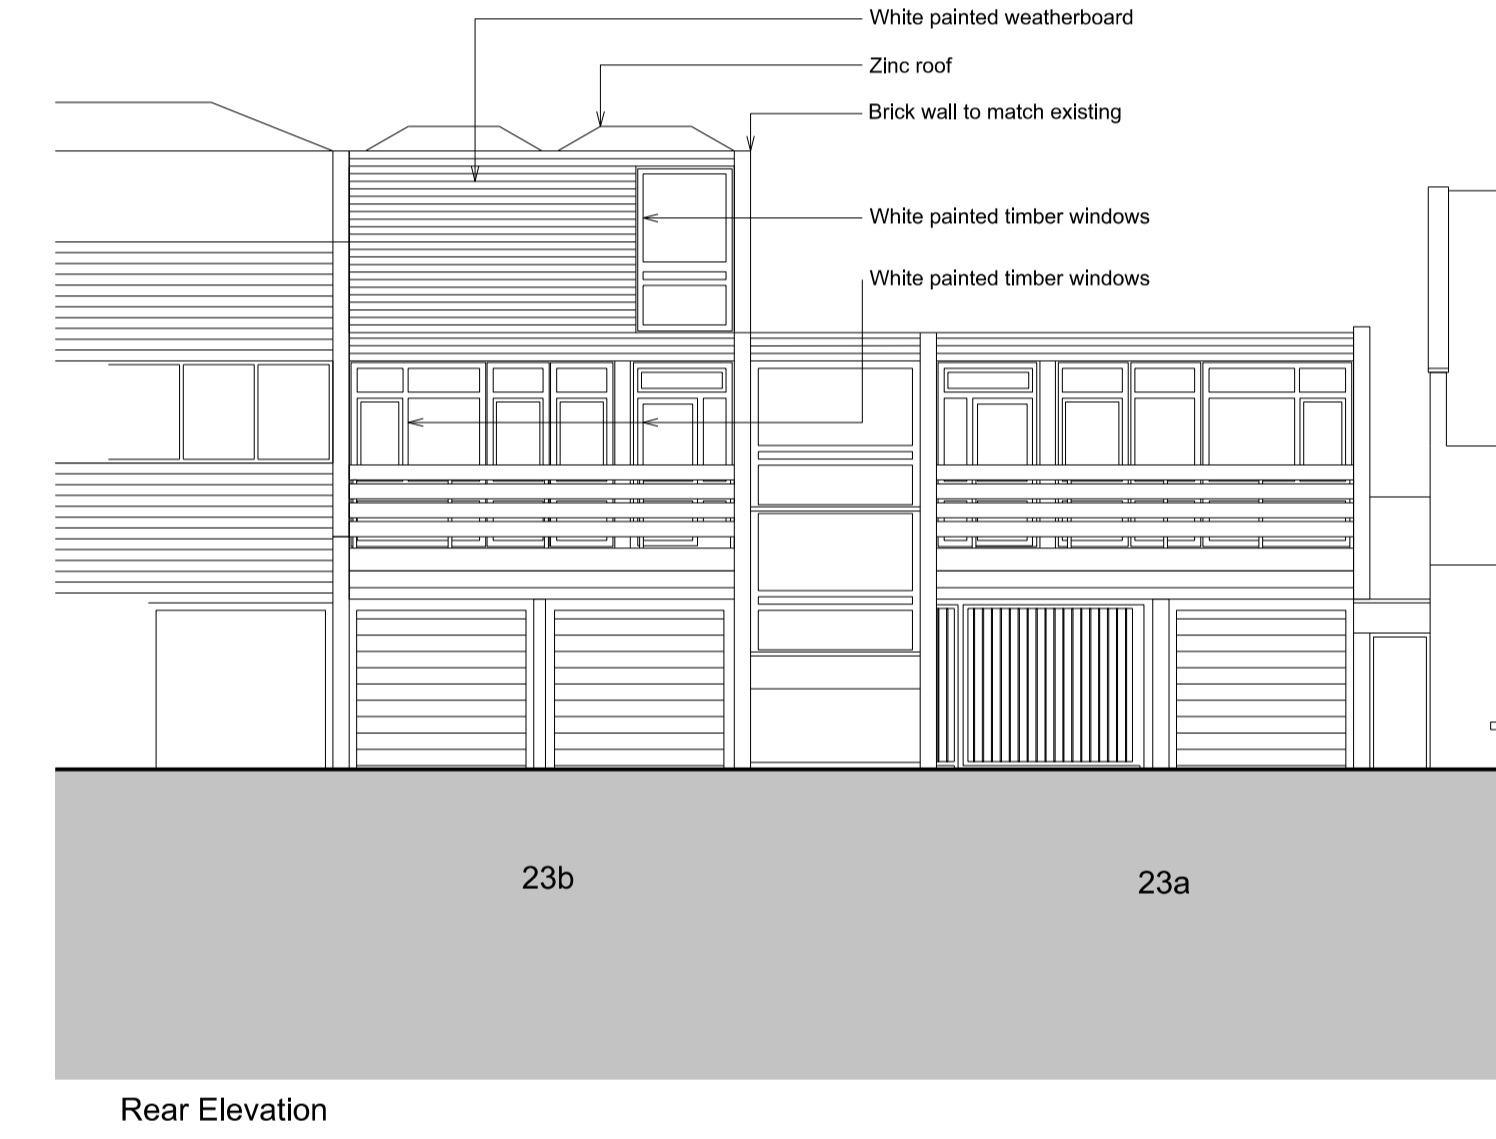 White painted weatherboard
Zinc roof
Brick wall to match existing
White painted timber windows
White painted timber windows
23b
23a
Rear Elevation